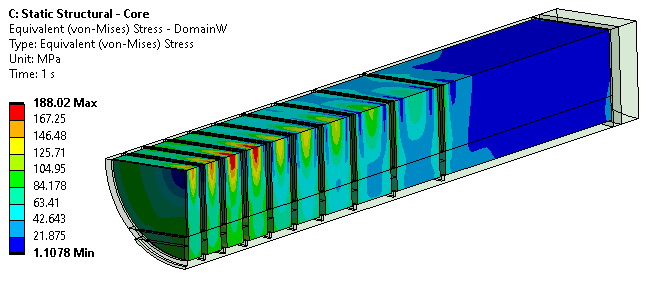 C: Static Structural - Core
Equivalent (von-Mises) Stress - DomainW
Type: Equivalent (von-Mises) Stress
Unit: MPa
Time: 1 s
188.02 Max
167.25
146.48
125.71
104.95
84.178
63.41
42.643
21.875
1.1078 Min